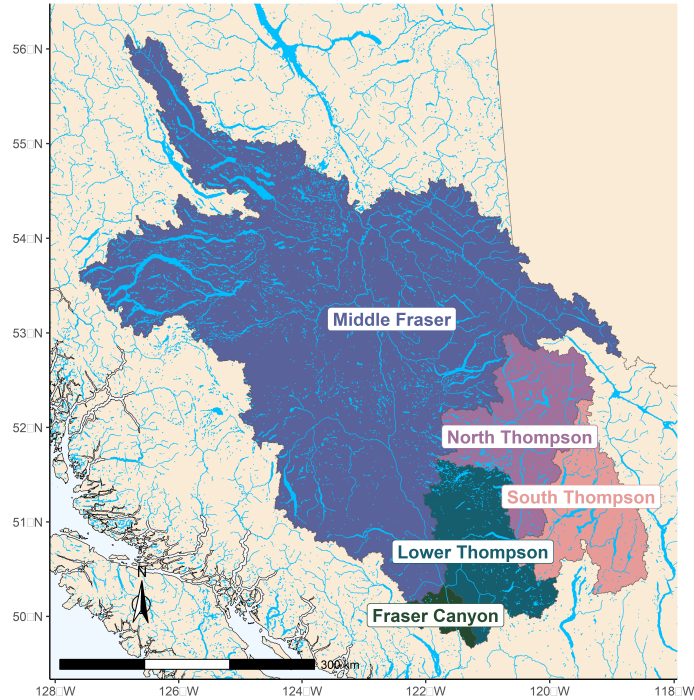 56□N
55□N
54□N
53□N
52□N
51□N
50□N
Middle Fraser
North Thompson
South Thompson
Lower Thompson
Fraser Canyon
N
300 km
128□W
126□W
124□W
122□W
120□W
118□W